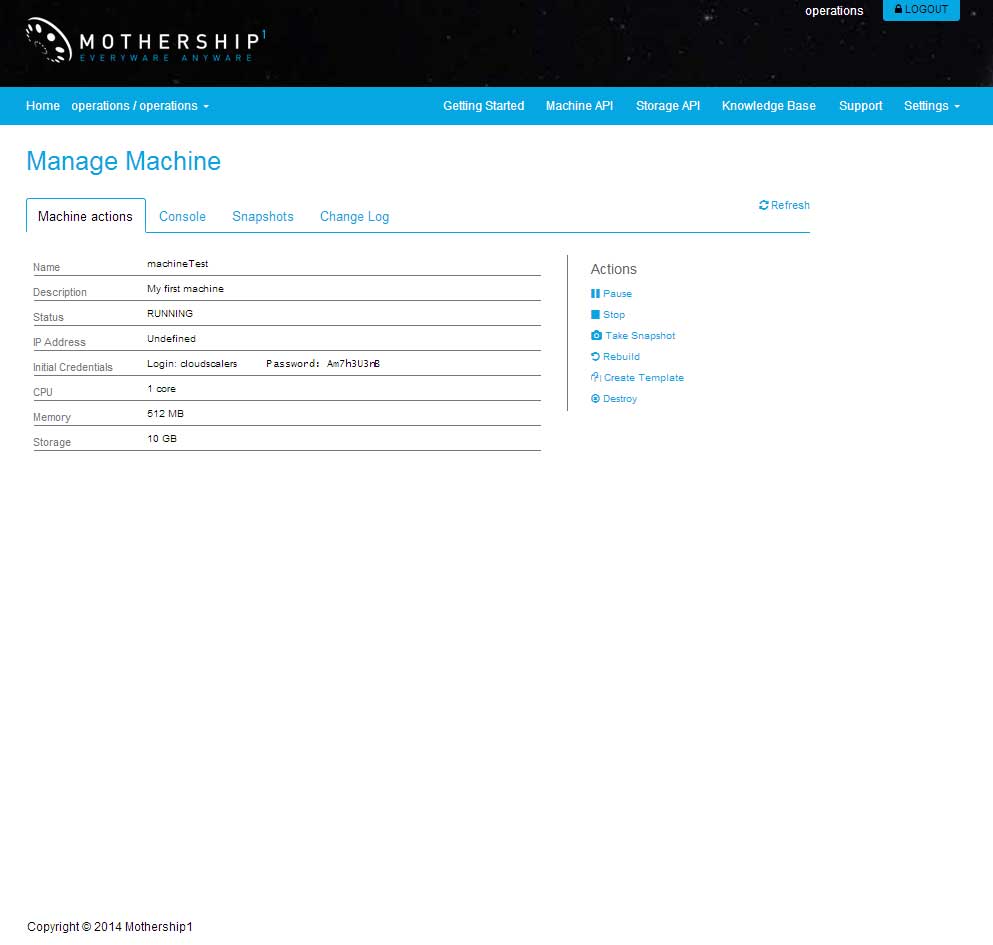 operations LOGOUT
MOTHERSHIP1
EVERYWARE ANYWARE
Home operations / operations Getting Started Machine API Storage API Knowledge Base Support Settings
Manage Machine
Machine actions Console Snapshots Change Log Refresh
Name machineTest
Description My first machine
Status RUNNING
IP Address Undefined
Initial Credentials Login: cloudscalers Password: Am7h3U3nB
CPU 1 core
Memory 512 MB
Storage 10 GB
Actions
Pause
Stop
Take Snapshot
Rebuild
Create Template
Destroy
Copyright © 2014 Mothership1